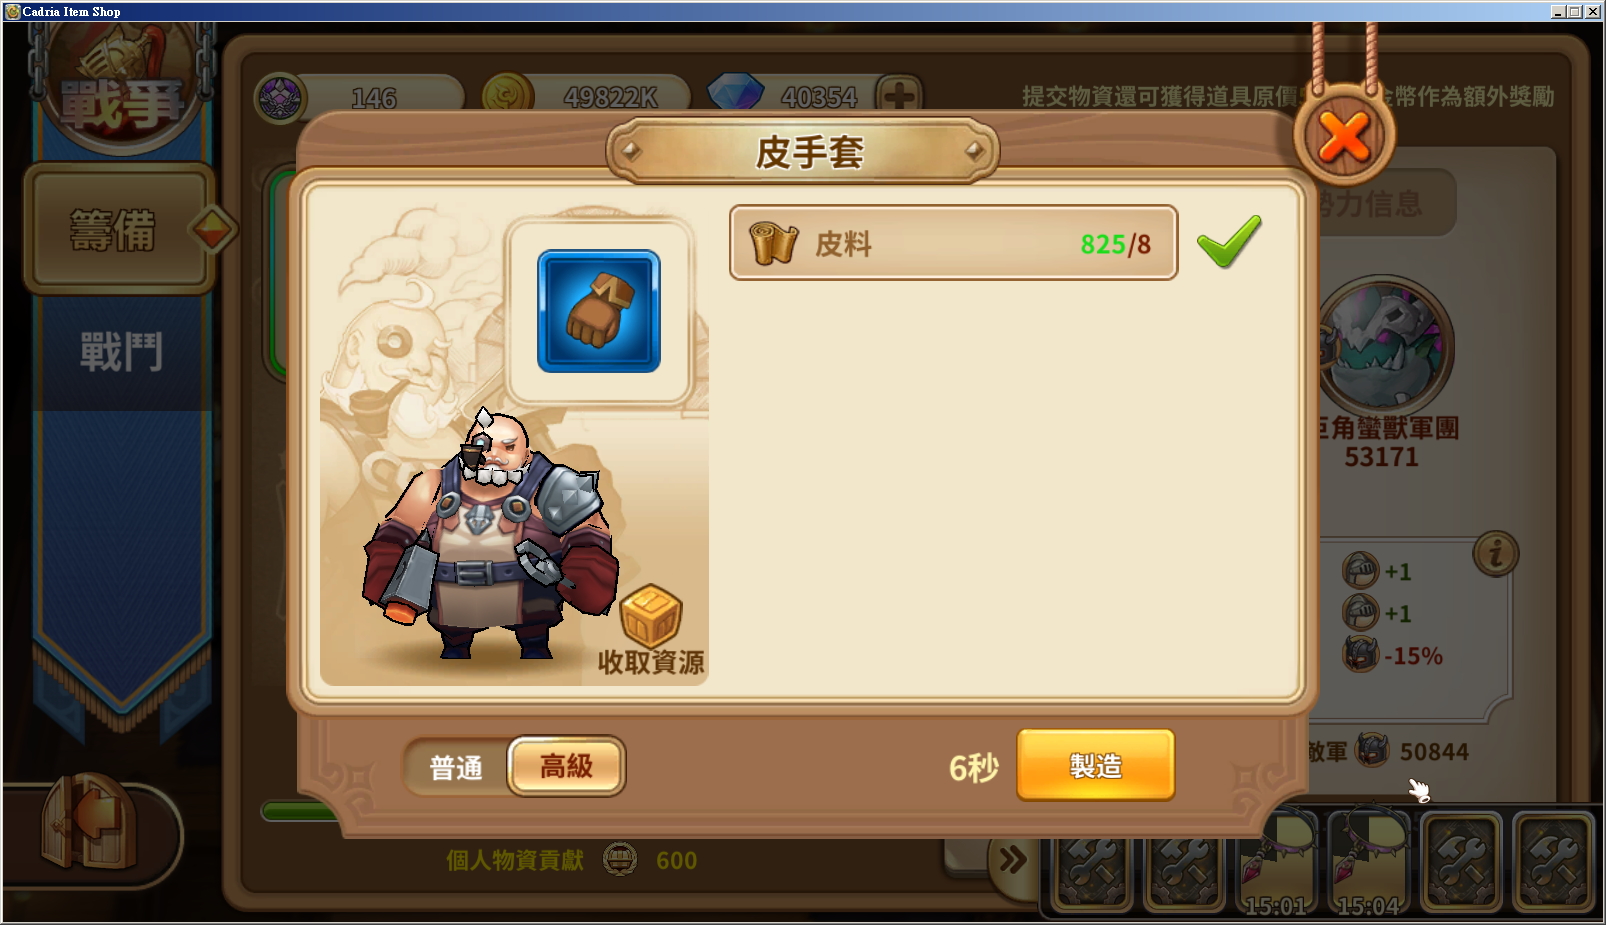 Cadria Item Shop
戰爭
146
49822K
40354
提交物資還可獲得道具原價
金幣作為額外獎勵
皮手套
籌備
戰鬥
皮料
825/8
勢力信息
巨角蠻獸軍團
53171
+1
+1
-15%
收取資源
普通
高級
6秒
製造
敵軍
50844
個人物資貢獻
600
15:01
15:04